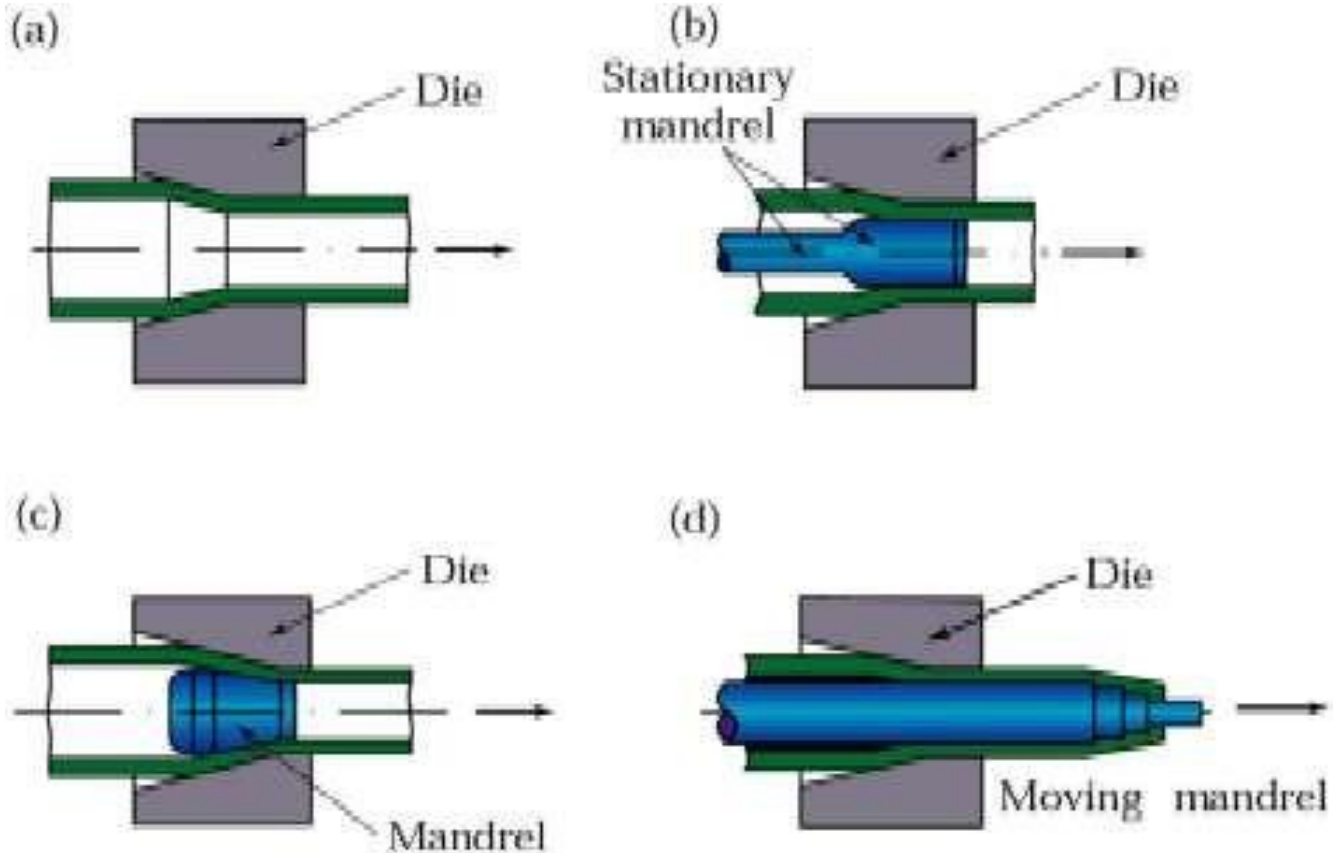 (a)
Die
(b)
Stationary
mandrel
Die
(c)
Die
Mandrel
(d)
Die
Moving mandrel